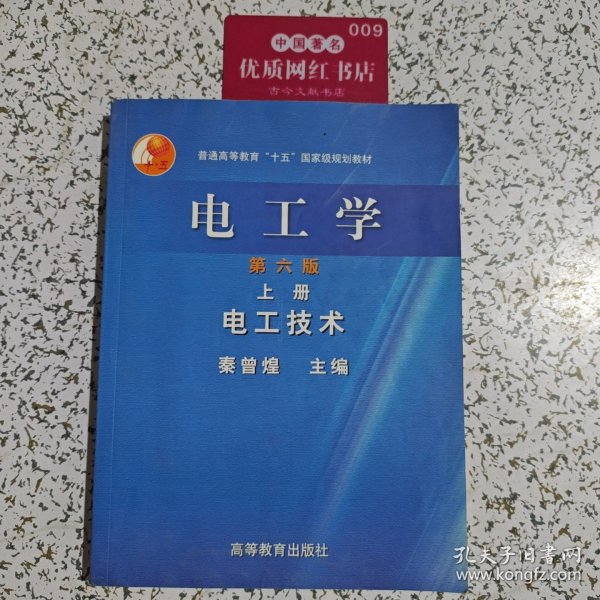 009
中国著名
优质网红书店
古今文献书店
十·五
普通高等教育“十五”国家级规划教材
电工学
第六版
上册
电工技术
秦曾煌 主编
高等教育出版社
孔夫子旧书网
www.kongfz.com